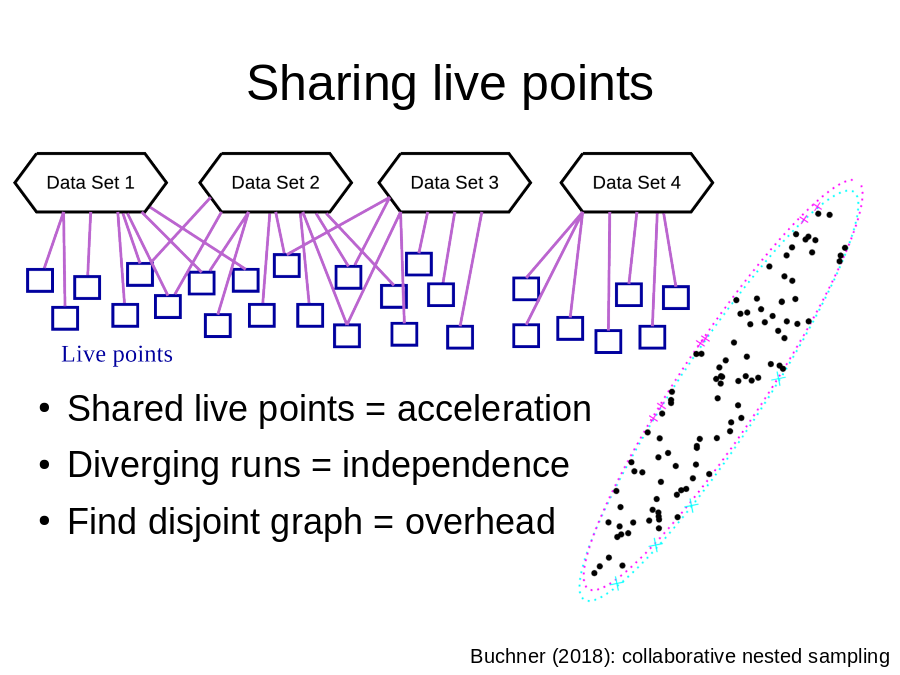 Sharing live points
Data Set 1
Data Set 2
Data Set 3
Data Set 4
Live points
• Shared live points = acceleration
• Diverging runs = independence
• Find disjoint graph = overhead
Buchner (2018): collaborative nested sampling